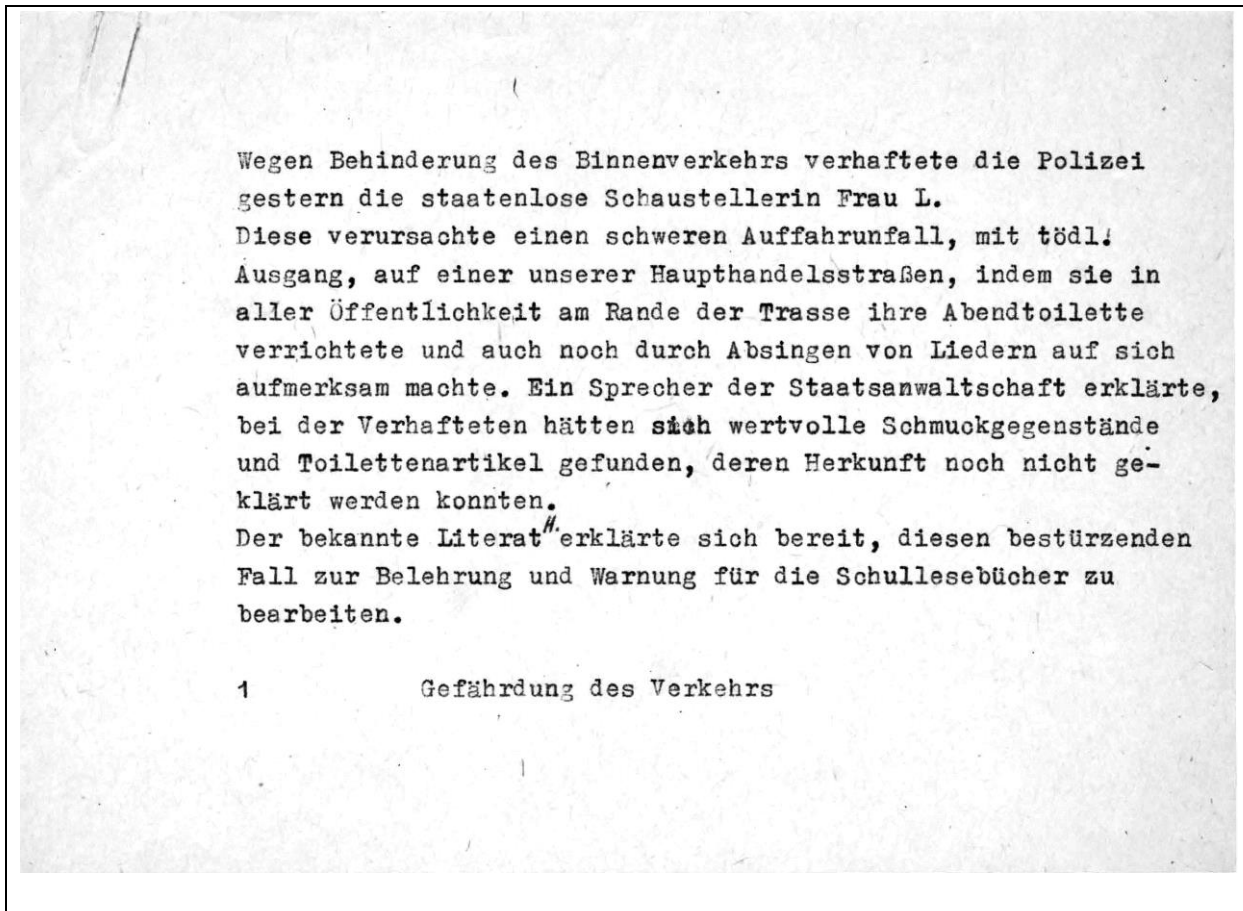 Wegen Behinderung des Binnenverkehrs verhaftete die Polizei
gestern die staatenlose Schaustellerin Frau L.
Diese verursachte einen schweren Auffahrunfall, mit tödl.
Ausgang, auf einer unserer Haupthandelsstraßen, indem sie in
aller Öffentlichkeit am Rande der Trasse ihre Abendtoilette
verrichtete und auch noch durch Absingen von Liedern auf sich
aufmerksam machte. Ein Sprecher der Staatsanwaltschaft erklärte,
bei der Verhafteten hätten sich wertvolle Schmuckgegenstände
und Toilettenartikel gefunden, deren Herkunft noch nicht ge-
klärt werden konnten.
Der bekannte Literat H. erklärte sich bereit, diesen bestürzenden
Fall zur Belehrung und Warnung für die Schullesebücher zu
bearbeiten.
1 Gefährdung des Verkehrs